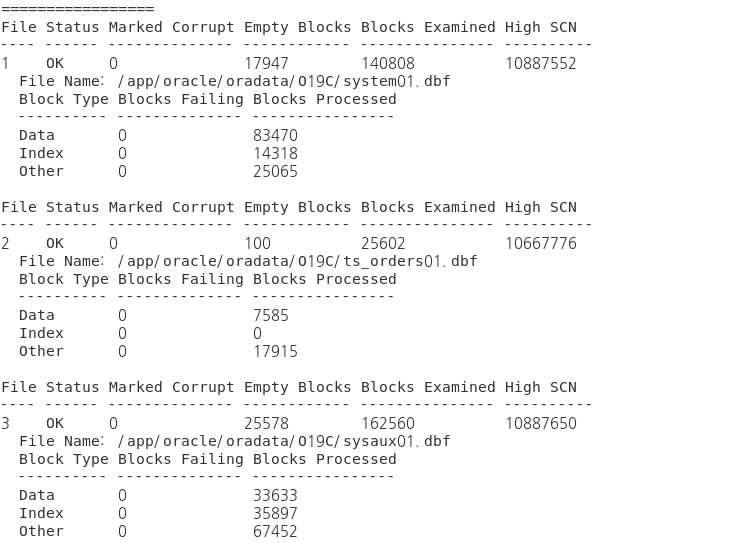 =================
File Status Marked Corrupt Empty Blocks Blocks Examined High SCN
---- ------ -------------- ------------ --------------- ----------
1    OK     0              17947        140808          10887552
  File Name: /app/oracle/oradata/O19C/system01.dbf
  Block Type Blocks Failing Blocks Processed
  ---------- -------------- ----------------
  Data       0              83470
  Index      0              14318
  Other      0              25065

File Status Marked Corrupt Empty Blocks Blocks Examined High SCN
---- ------ -------------- ------------ --------------- ----------
2    OK     0              100          25602           10667776
  File Name: /app/oracle/oradata/O19C/ts_orders01.dbf
  Block Type Blocks Failing Blocks Processed
  ---------- -------------- ----------------
  Data       0              7585
  Index      0              0
  Other      0              17915

File Status Marked Corrupt Empty Blocks Blocks Examined High SCN
---- ------ -------------- ------------ --------------- ----------
3    OK     0              25578        162560          10887650
  File Name: /app/oracle/oradata/O19C/sysaux01.dbf
  Block Type Blocks Failing Blocks Processed
  ---------- -------------- ----------------
  Data       0              33633
  Index      0              35897
  Other      0              67452